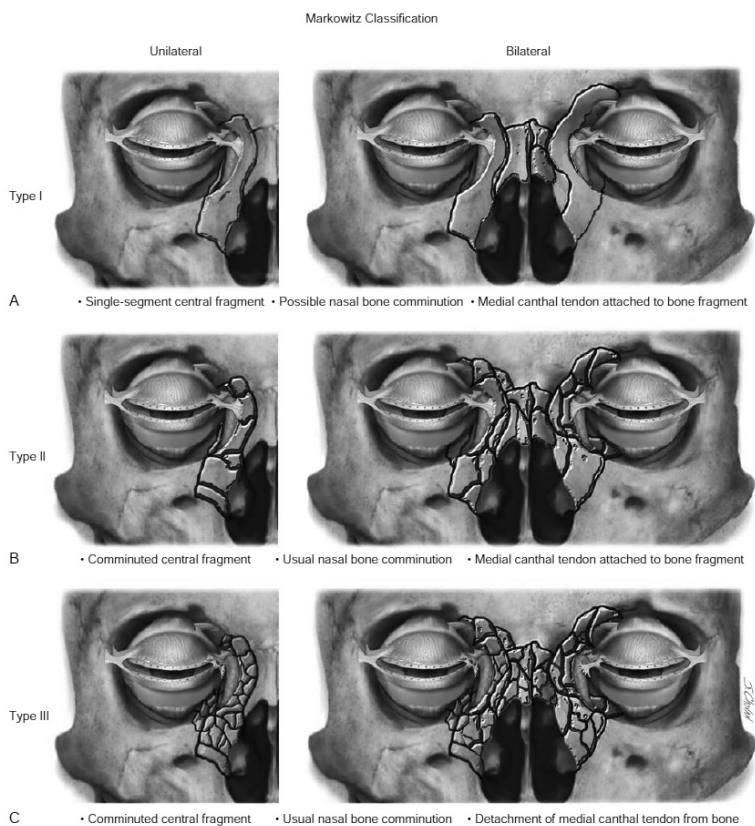 Markowitz Classification
Unilateral Bilateral
Type I
A • Single-segment central fragment • Possible nasal bone comminution • Medial canthal tendon attached to bone fragment
Type II
B • Comminuted central fragment • Usual nasal bone comminution • Medial canthal tendon attached to bone fragment
Type III
C • Comminuted central fragment • Usual nasal bone comminution • Detachment of medial canthal tendon from bone